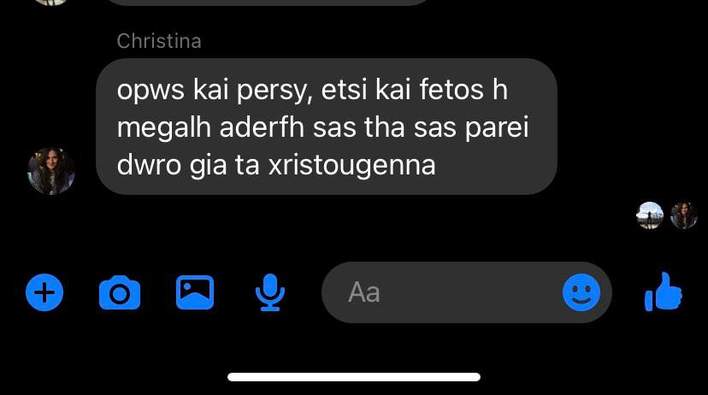 Christina
opws kai persy, etsi kai fetos h
megalh aderfh sas tha sas parei
dwro gia ta xristougenna
Aa